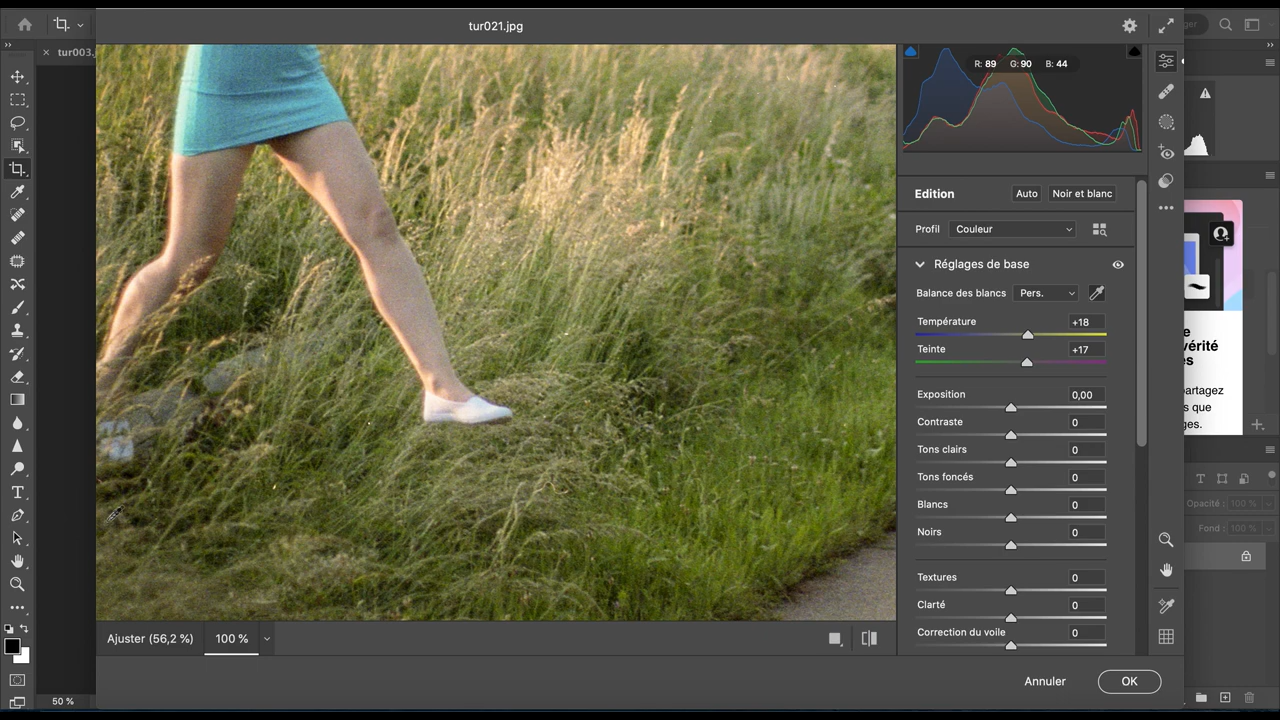 tur021.jpg
ger
tur003.j
R: 89 G: 90 B: 44
Edition Auto Noir et blanc
Profil Couleur
Réglages de base
Balance des blancs Pers.
Température +18
Teinte +17
Exposition 0,00
Contraste 0
Tons clairs 0
Tons foncés 0
Blancs 0
Noirs 0
Textures 0
Clarté 0
Correction du voile 0
e
vérité
es
partagez
s que
ges.
Opacité : 100 %
Fond : 100 %
Ajuster (56,2 %) 100 %
Annuler OK
50 %